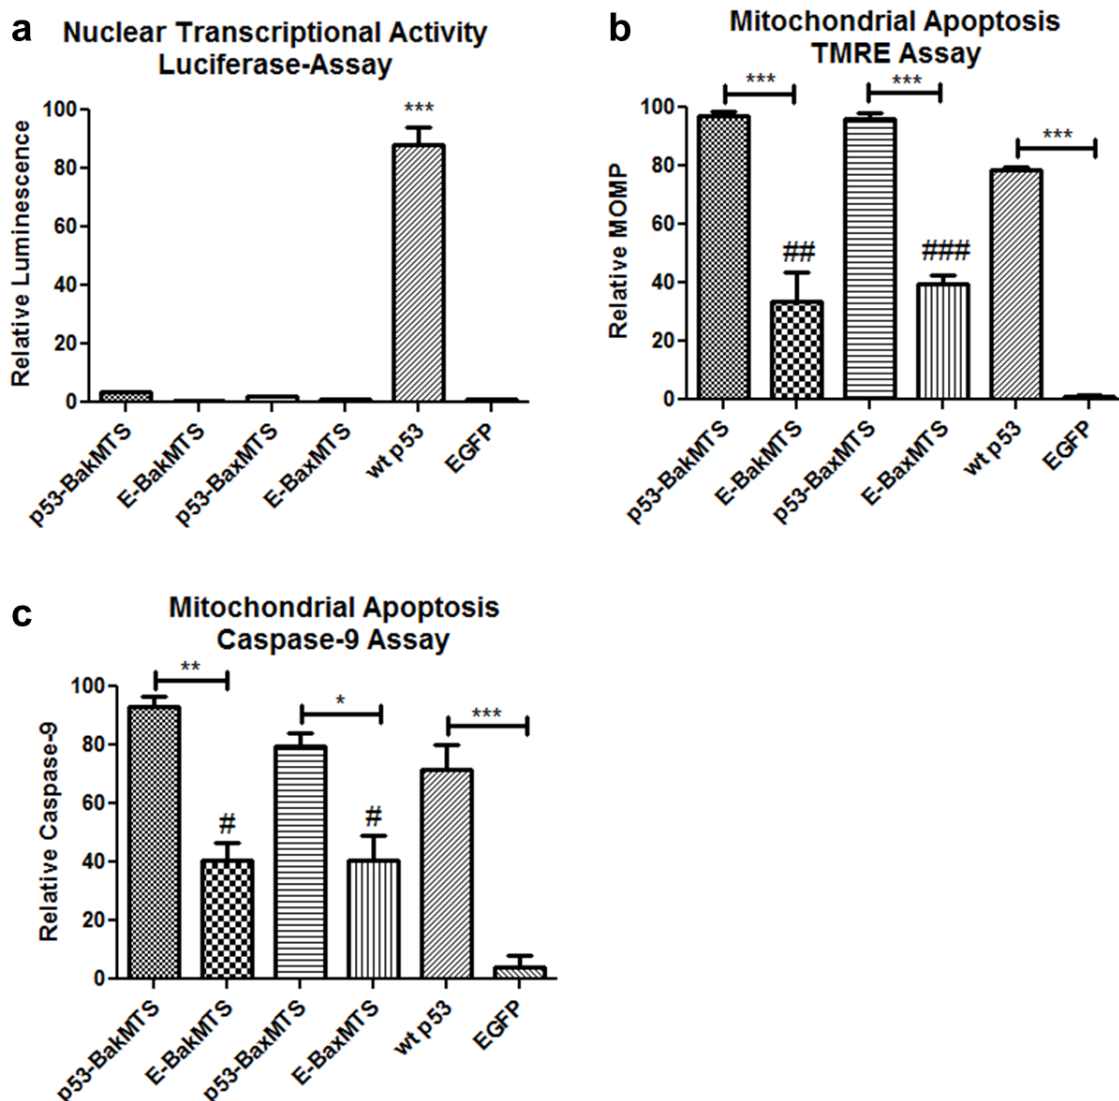 a
Nuclear Transcriptional Activity
Luciferase-Assay
Relative Luminescence
100
80
60
40
20
0
***
p53-BakMTS
E-BakMTS
p53-BaxMTS
E-BaxMTS
wt p53
EGFP
b
Mitochondrial Apoptosis
TMRE Assay
Relative MOMP
100
80
60
40
20
0
***
***
***
##
###
p53-BakMTS
E-BakMTS
p53-BaxMTS
E-BaxMTS
wt p53
EGFP
c
Mitochondrial Apoptosis
Caspase-9 Assay
Relative Caspase-9
100
80
60
40
20
0
**
*
***
#
#
p53-BakMTS
E-BakMTS
p53-BaxMTS
E-BaxMTS
wt p53
EGFP